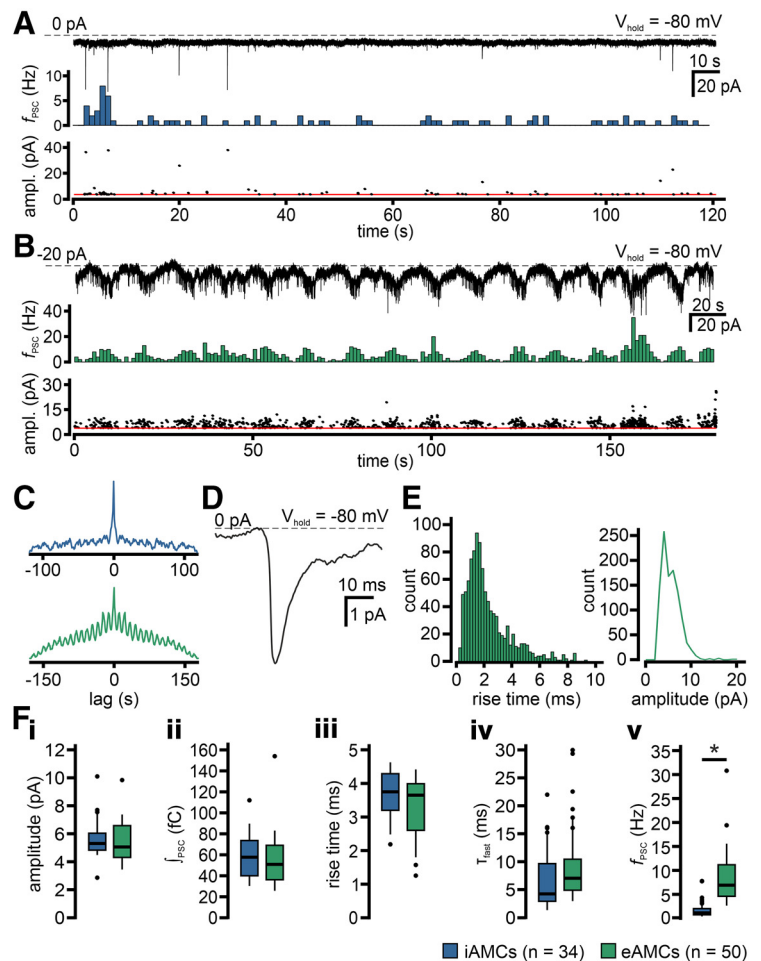 A
0 pA
Vhold = -80 mV
10 s
20 pA
fPSC (Hz)
10
5
0
ampl. (pA)
40
20
0
0 20 40 60 80 100 120
time (s)
B
-20 pA
Vhold = -80 mV
20 s
20 pA
fPSC (Hz)
40
20
0
ampl. (pA)
30
15
0
0 50 100 150
time (s)
C
-100 0 100
-150 0 150
lag (s)
D
0 pA
Vhold = -80 mV
10 ms
1 pA
E
count
100
80
60
40
20
0
0 2 4 6 8 10
rise time (ms)
count
250
200
150
100
50
0
0 10 20
amplitude (pA)
F
i
amplitude (pA)
12
10
8
6
4
2
0
ii
∫PSC (fC)
160
140
120
100
80
60
40
20
0
iii
rise time (ms)
5
4
3
2
1
0
iv
τfast (ms)
30
25
20
15
10
5
0
v
fPSC (Hz)
35
30
25
20
15
10
5
0
*
iAMCs (n = 34) eAMCs (n = 50)